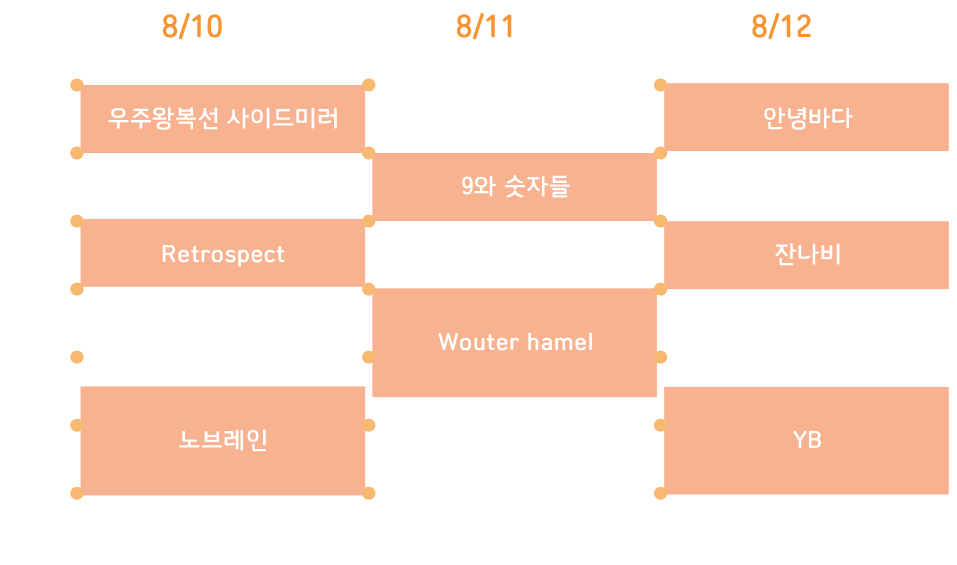 8/10
8/11
8/12
우주왕복선 사이드미러
안녕바다
9와 숫자들
Retrospect
잔나비
Wouter hamel
노브레인
YB